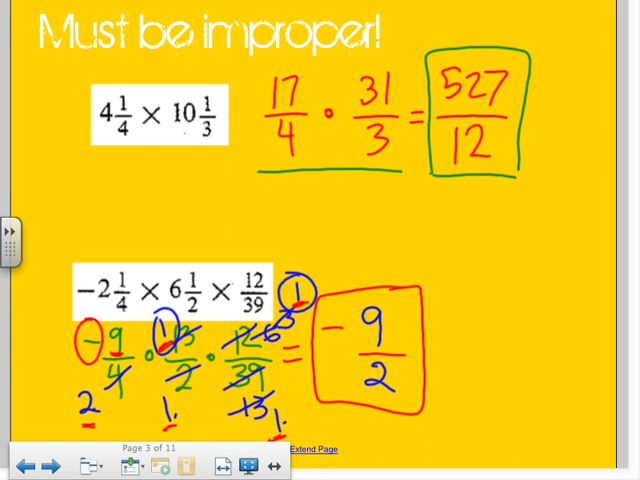 Must be improper!
4 1/4 × 10 1/3
17/4 • 31/3 = 527/12
-2 1/4 × 6 1/2 × 12/39
1 1 3 6
- 9/4 • 13/2 • 12/39 = - 9/2
2 1 13 1
Page 3 of 11
Extend Page